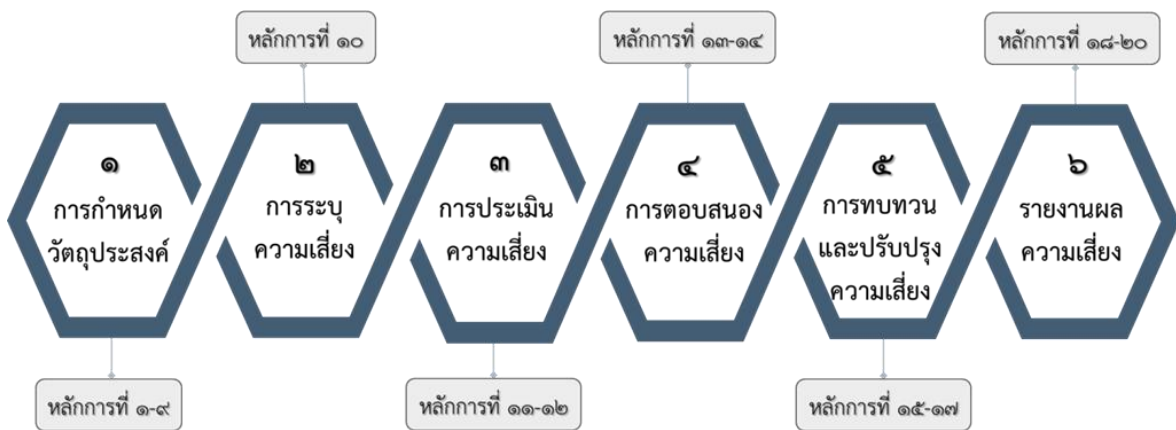 หลักการที่ ๑๐
หลักการที่ ๑๓-๑๔
หลักการที่ ๑๘-๒๐
๑
การกำหนด
วัตถุประสงค์
๒
การระบุ
ความเสี่ยง
๓
การประเมิน
ความเสี่ยง
๔
การตอบสนอง
ความเสี่ยง
๕
การทบทวน
และปรับปรุง
ความเสี่ยง
๖
รายงานผล
ความเสี่ยง
หลักการที่ ๑-๙
หลักการที่ ๑๑-๑๒
หลักการที่ ๑๕-๑๗